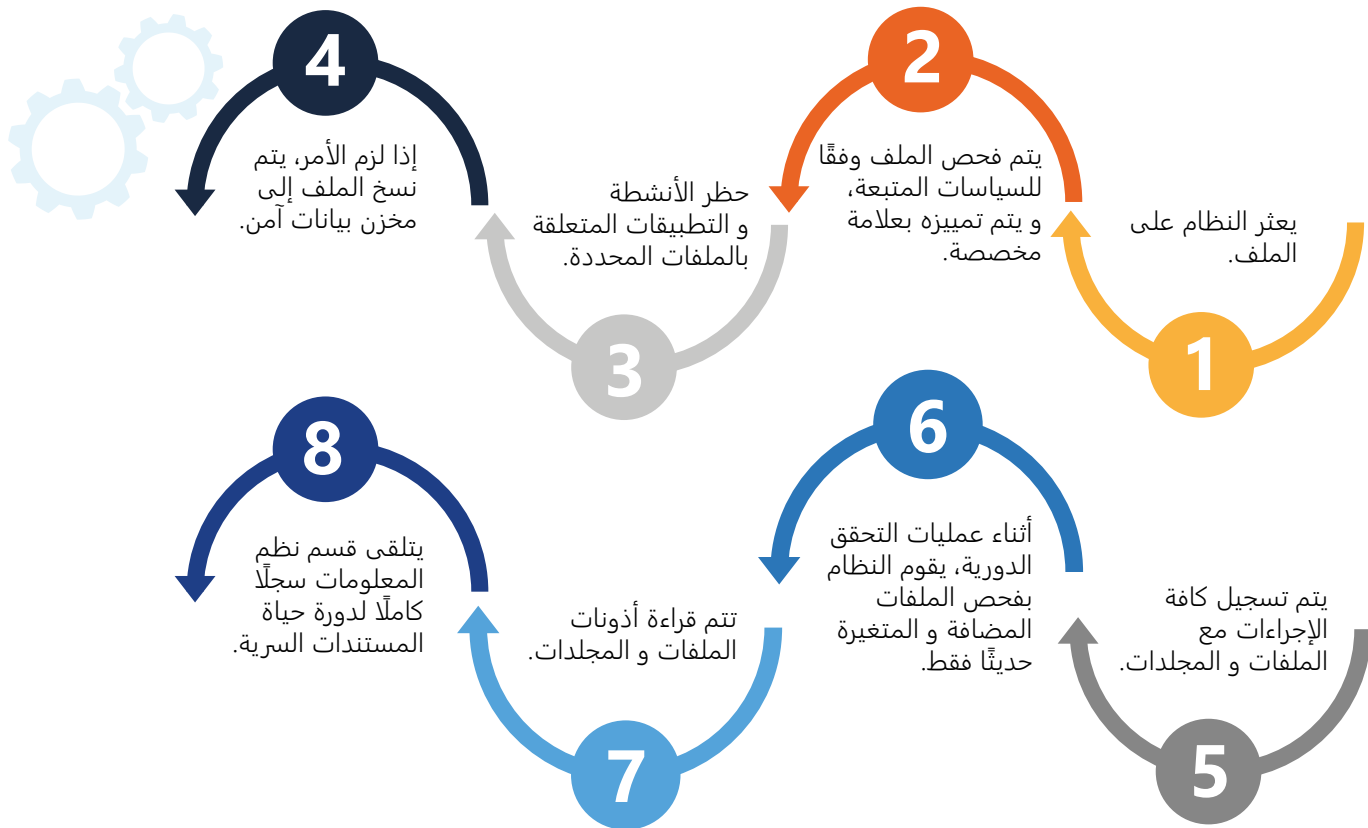 1
يعثر النظام على
الملف.
2
يتم فحص الملف وفقًا
للسياسات المتبعة،
و يتم تمييزه بعلامة
مخصصة.
3
حظر الأنشطة
و التطبيقات المتعلقة
بالملفات المحددة.
4
إذا لزم الأمر، يتم
نسخ الملف إلى
مخزن بيانات آمن.
5
يتم تسجيل كافة
الإجراءات مع
الملفات و المجلدات.
6
أثناء عمليات التحقق
الدورية، يقوم النظام
بفحص الملفات
المضافة و المتغيرة
حديثًا فقط.
7
تتم قراءة أذونات
الملفات و المجلدات.
8
يتلقى قسم نظم
المعلومات سجلًا
كاملًا لدورة حياة
المستندات السرية.